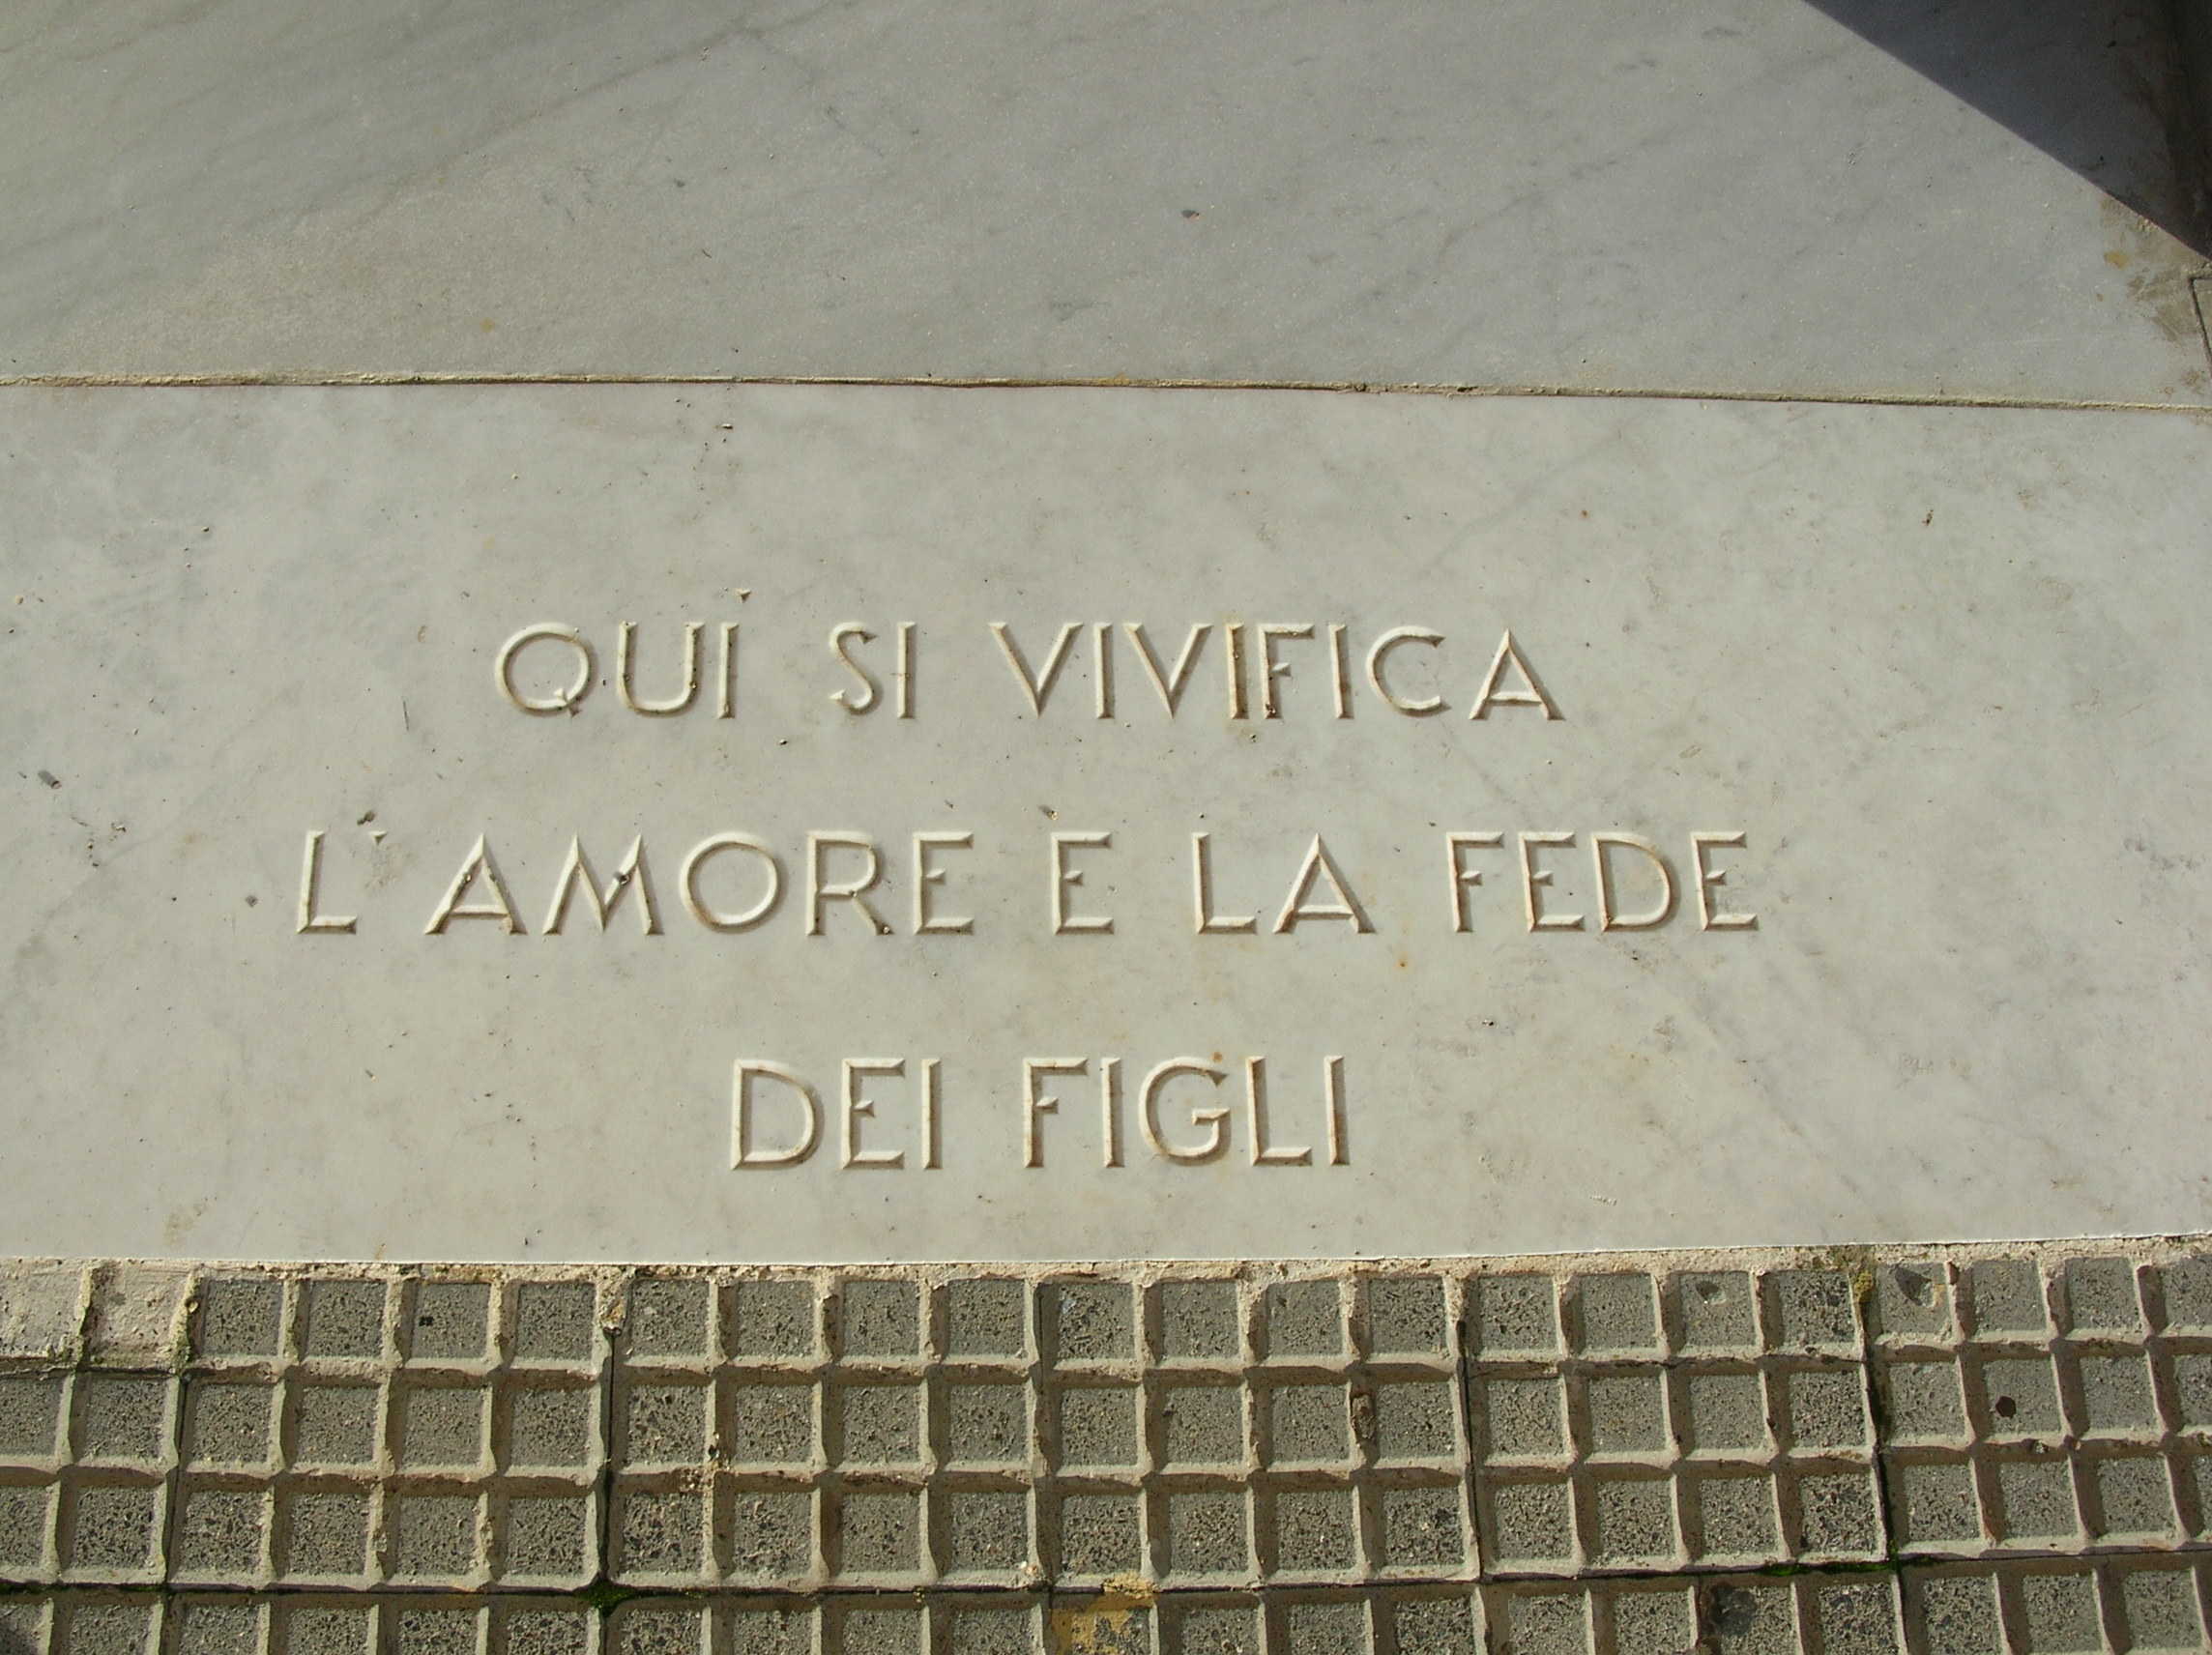 QUI SI VIVIFICA
L'AMORE E LA FEDE
DEI FIGLI